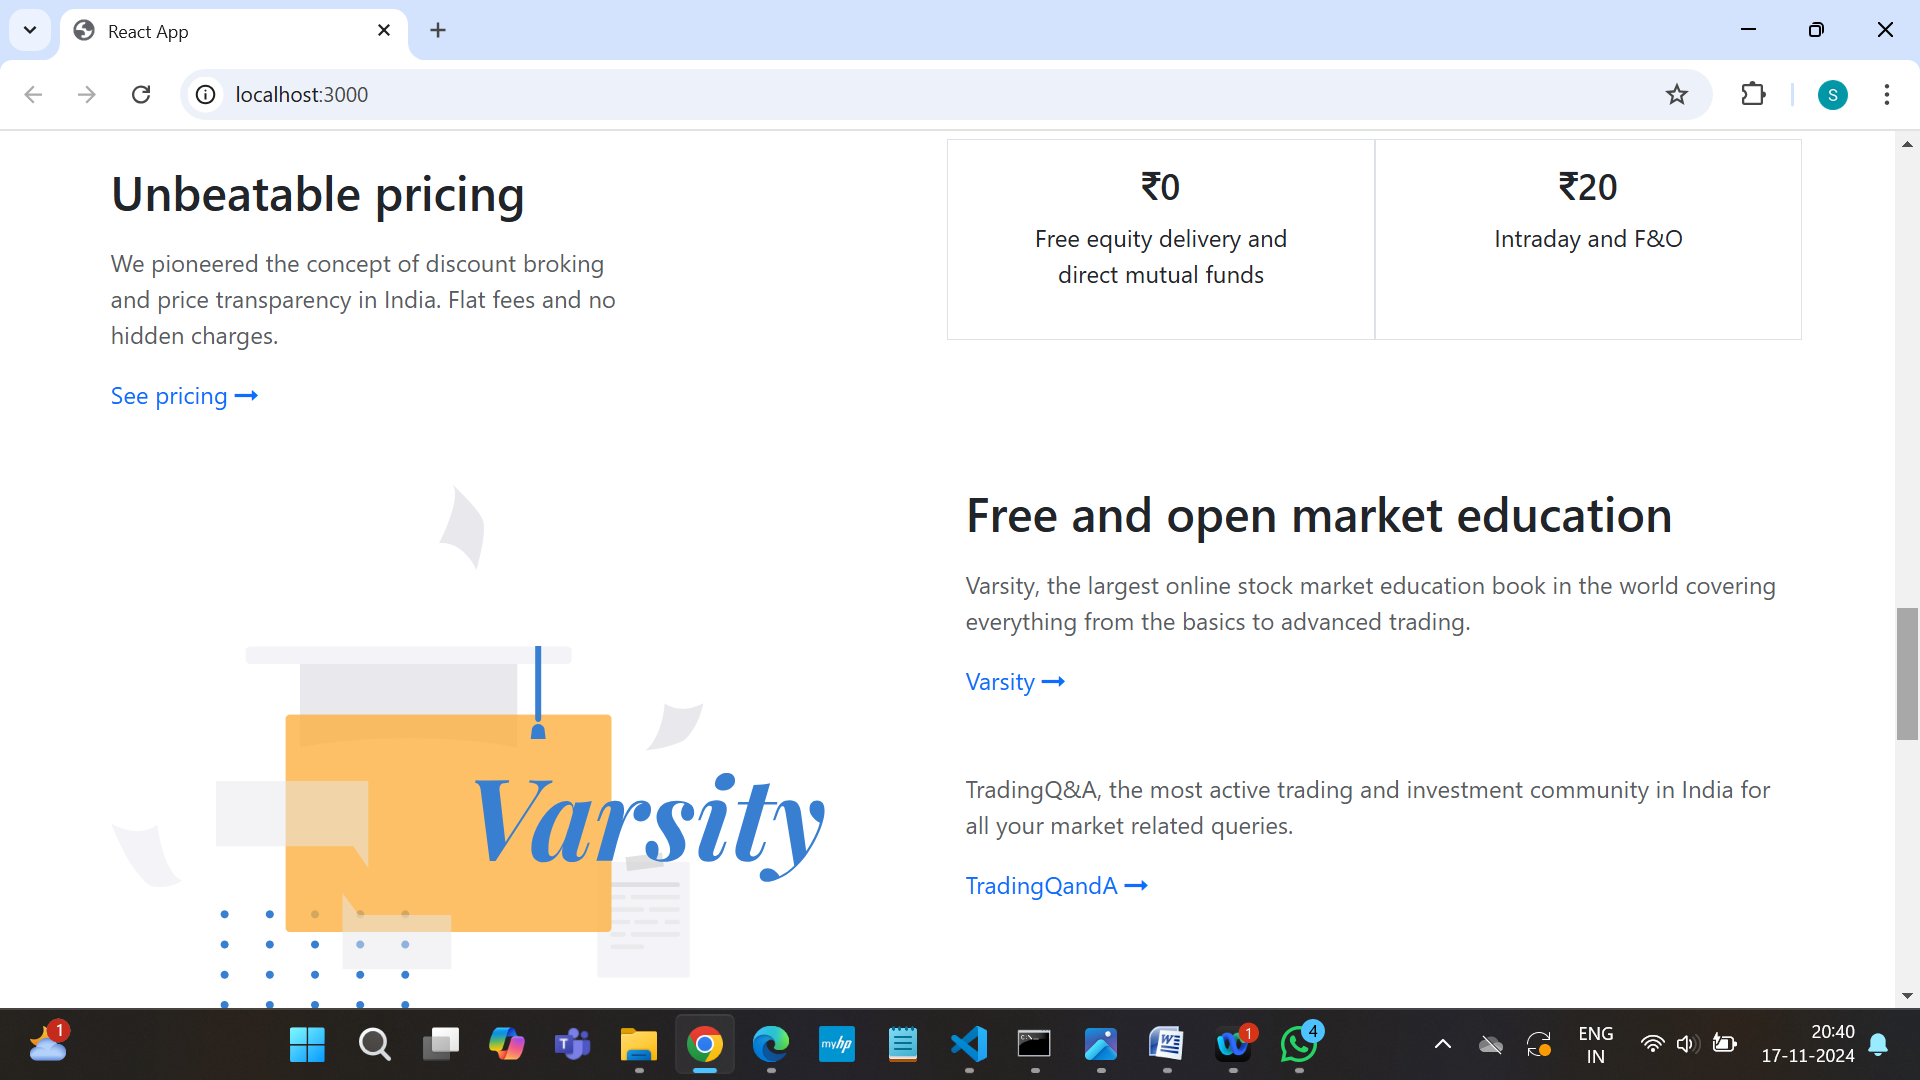 React App
localhost:3000
S
Unbeatable pricing
We pioneered the concept of discount broking
and price transparency in India. Flat fees and no
hidden charges.
See pricing
₹0
Free equity delivery and
direct mutual funds
₹20
Intraday and F&O
Varsity
Free and open market education
Varsity, the largest online stock market education book in the world covering
everything from the basics to advanced trading.
Varsity
TradingQ&A, the most active trading and investment community in India for
all your market related queries.
TradingQandA
1
myhp
1
4
ENG
IN
20:40
17-11-2024